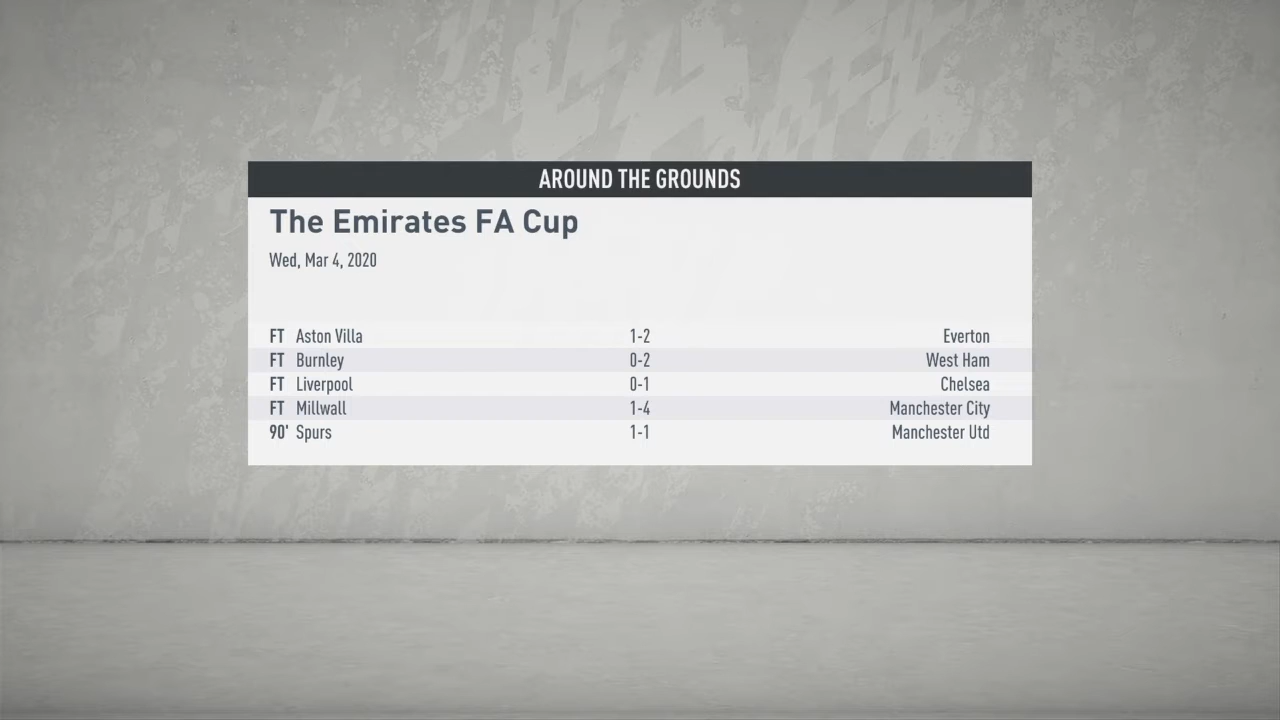 AROUND THE GROUNDS
The Emirates FA Cup
Wed, Mar 4, 2020
FT Aston Villa 1-2 Everton
FT Burnley 0-2 West Ham
FT Liverpool 0-1 Chelsea
FT Millwall 1-4 Manchester City
90' Spurs 1-1 Manchester Utd